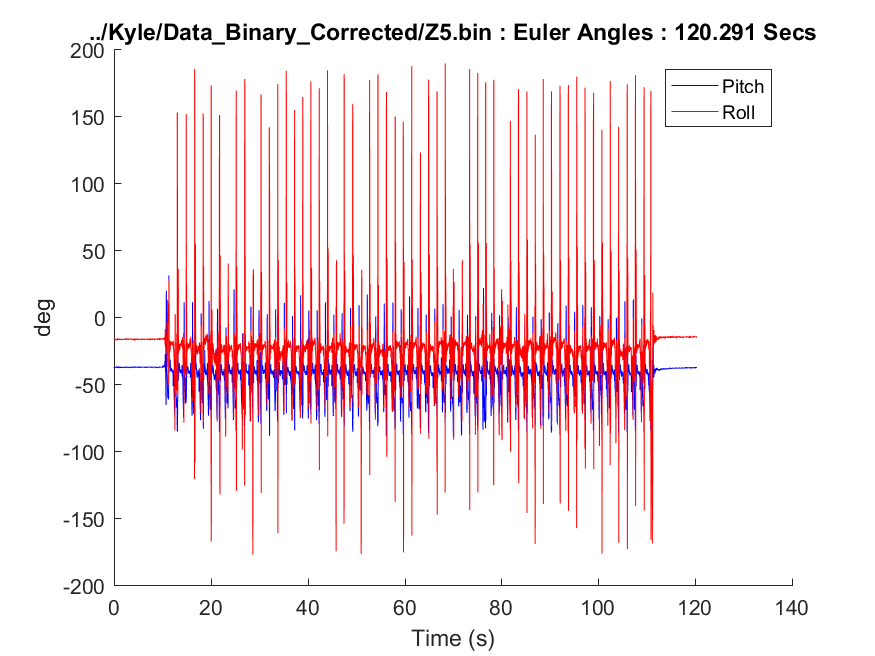 ../Kyle/Data_Binary_Corrected/Z5.bin : Euler Angles : 120.291 Secs
200
150
100
50
0
-50
-100
-150
-200
deg
Pitch
Roll
0 20 40 60 80 100 120 140
Time (s)